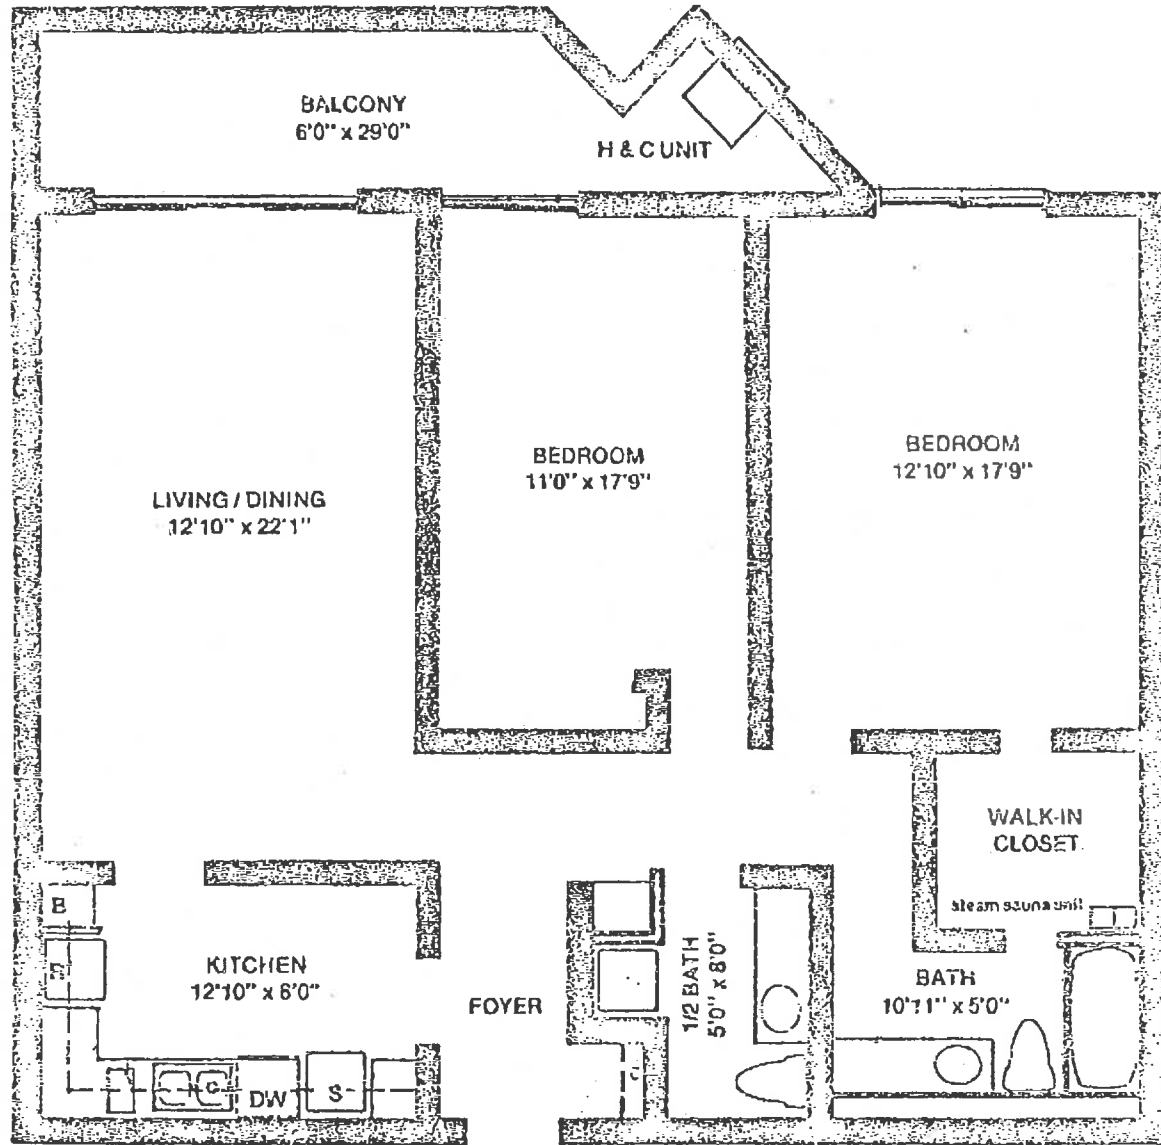 BALCONY
6'0" x 29'0"
H & C UNIT
BEDROOM
11'0" x 17'9"
BEDROOM
12'10" x 17'9"
LIVING / DINING
12'10" x 22'1"
WALK-IN
CLOSET
steam sauna unit
B
KITCHEN
12'10" x 6'0"
FOYER
1/2 BATH
5'0" x 8'0"
BATH
10'11" x 5'0"
DW
S